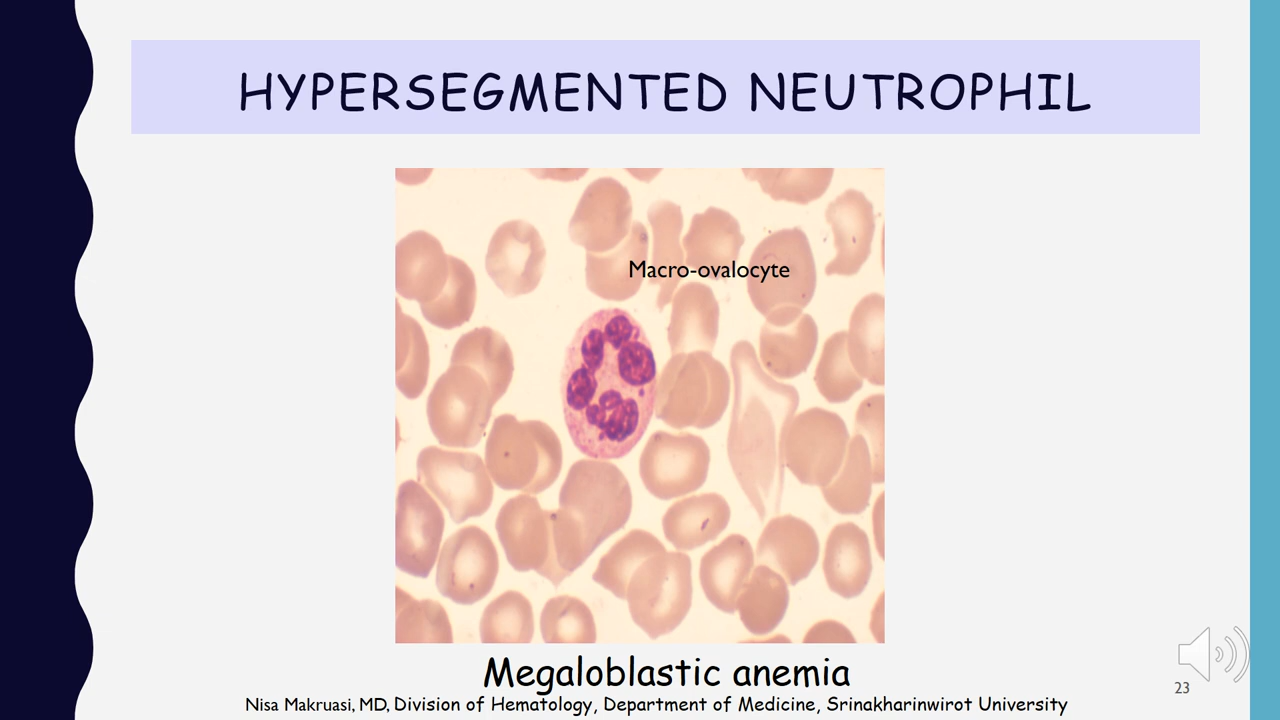 HYPERSEGMENTED NEUTROPHIL
Macro-ovalocyte
Megaloblastic anemia
Nisa Makruasi, MD, Division of Hematology, Department of Medicine, Srinakharinwirot University
23